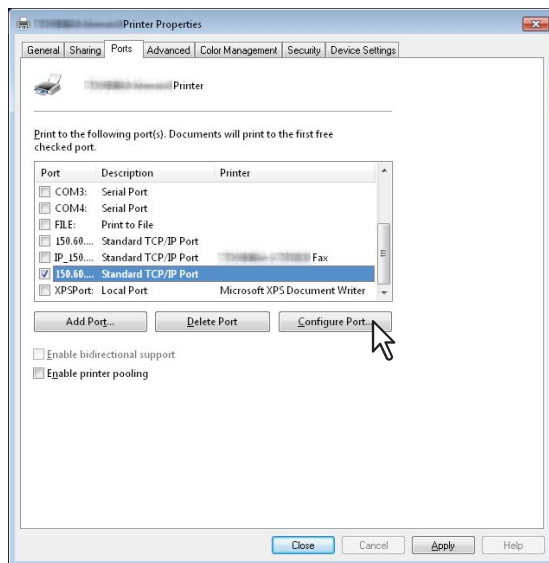 Printer Properties
General Sharing Ports Advanced Color Management Security Device Settings
Printer
Print to the following port(s). Documents will print to the first free
checked port.
Port Description Printer
COM3: Serial Port
COM4: Serial Port
FILE: Print to File
150.60.... Standard TCP/IP Port
IP_150.... Standard TCP/IP Port Fax
150.60.... Standard TCP/IP Port
XPSPort: Local Port Microsoft XPS Document Writer
Add Port... Delete Port Configure Port...
Enable bidirectional support
Enable printer pooling
Close Cancel Apply Help